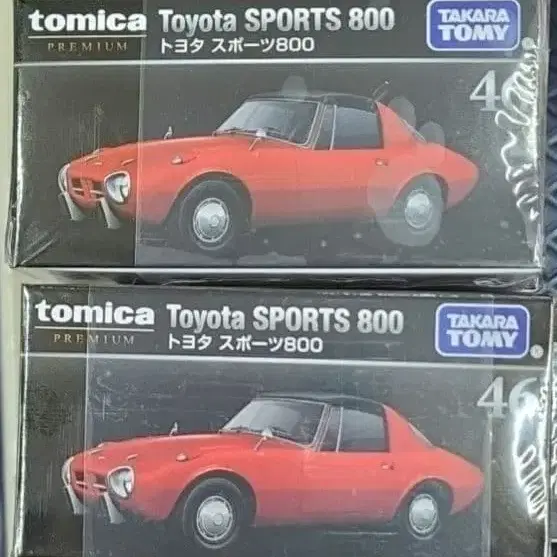 tomica Toyota SPORTS 800 TAKARA TOMY
PREMIUM トヨタ スポーツ800
tomica Toyota SPORTS 800 TAKARA TOMY
PREMIUM トヨタ スポーツ800
46